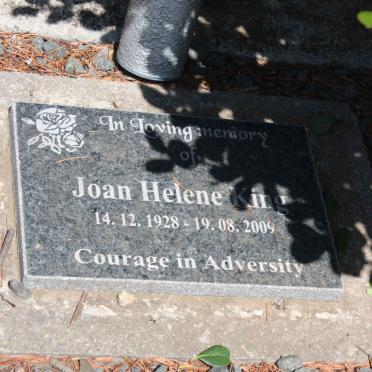 In Loving memory
of
Joan Helene King
14. 12. 1928 - 19. 08. 2009
Courage in Adversity